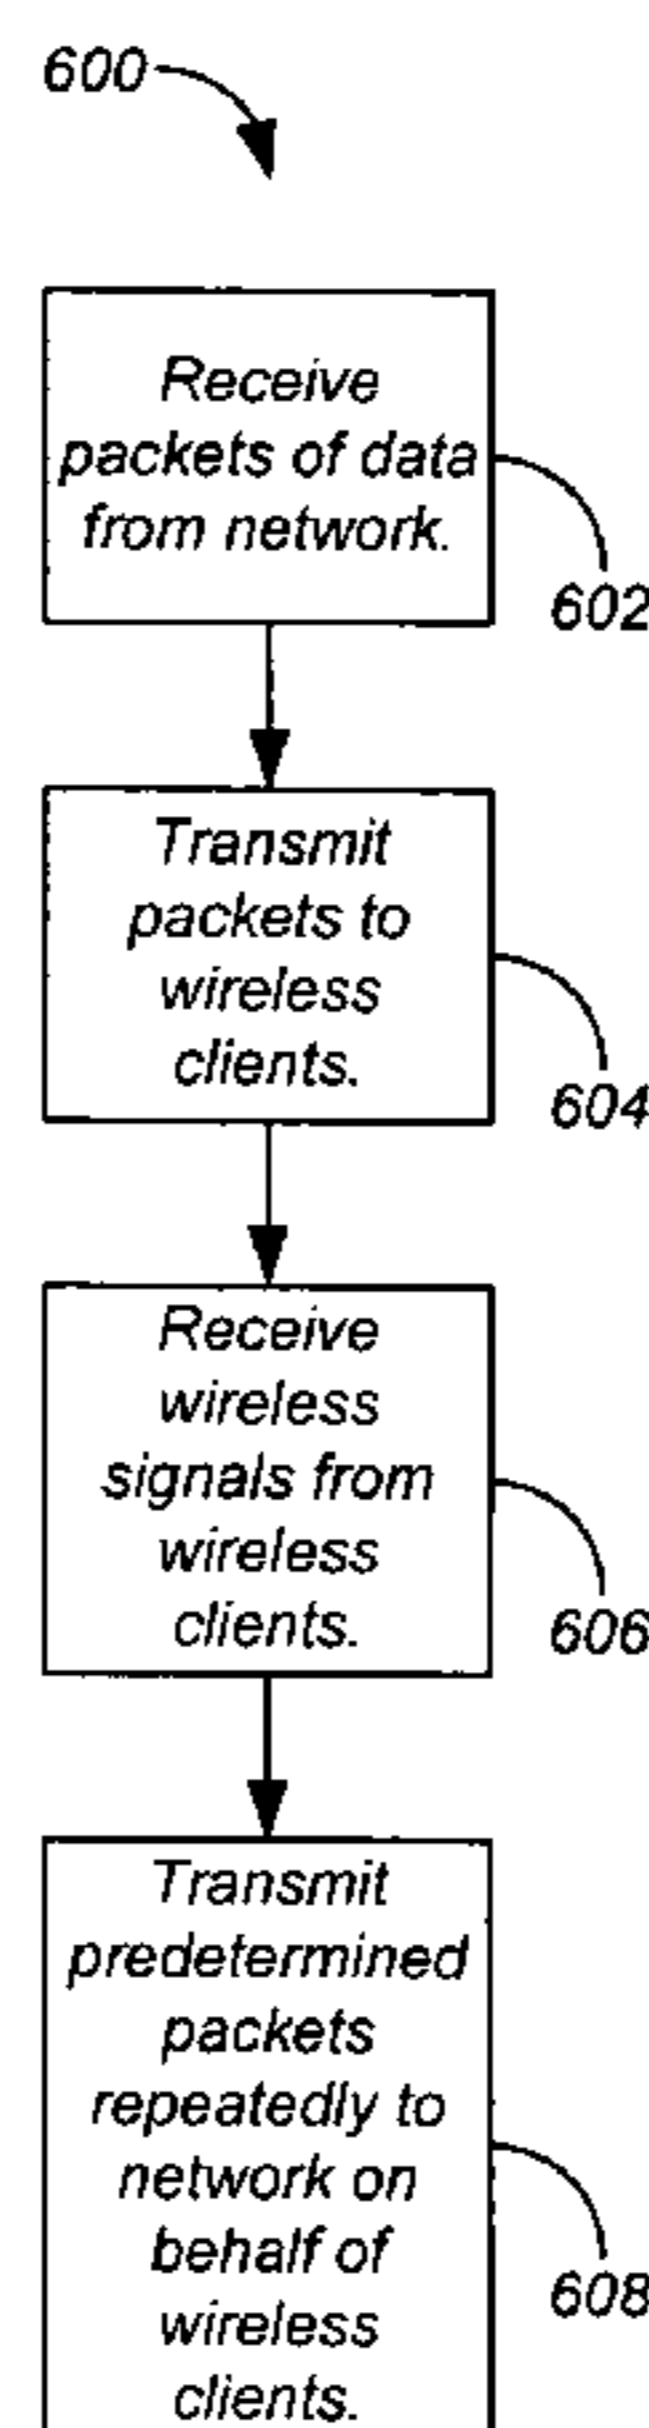 600
Receive
packets of data
from network.
602
Transmit
packets to
wireless
clients.
604
Receive
wireless
signals from
wireless
clients.
606
Transmit
predetermined
packets
repeatedly to
network on
behalf of
wireless
clients.
608